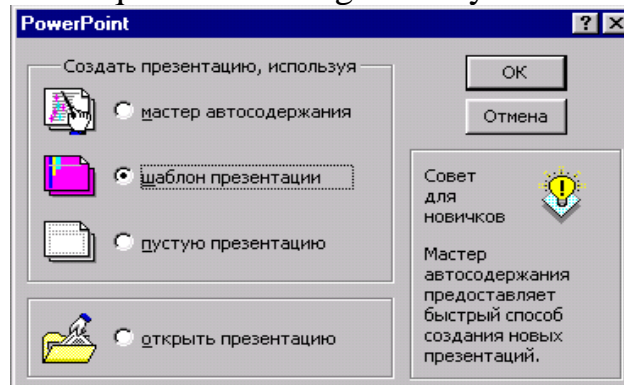 PowerPoint
Создать презентацию, используя
мастер автосодержания
шаблон презентации
пустую презентацию
открыть презентацию
ОК
Отмена
Совет
для
новичков
Мастер
автосодержания
предоставляет
быстрый способ
создания новых
презентаций.